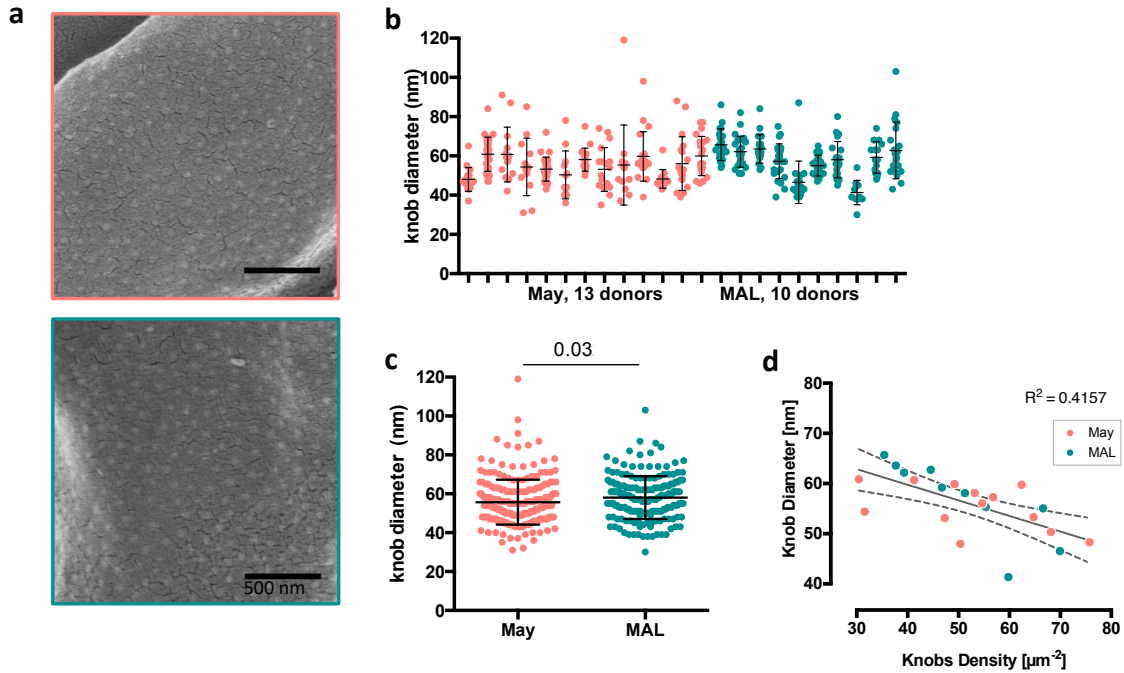 a
500 nm
b
knob diameter (nm)
120
100
80
60
40
20
0
May, 13 donors
MAL, 10 donors
c
0.03
knob diameter (nm)
120
100
80
60
40
20
0
May
MAL
d
R² = 0.4157
May
MAL
Knob Diameter [nm]
80
70
60
50
40
30 40 50 60 70 80
Knobs Density [µm⁻²]